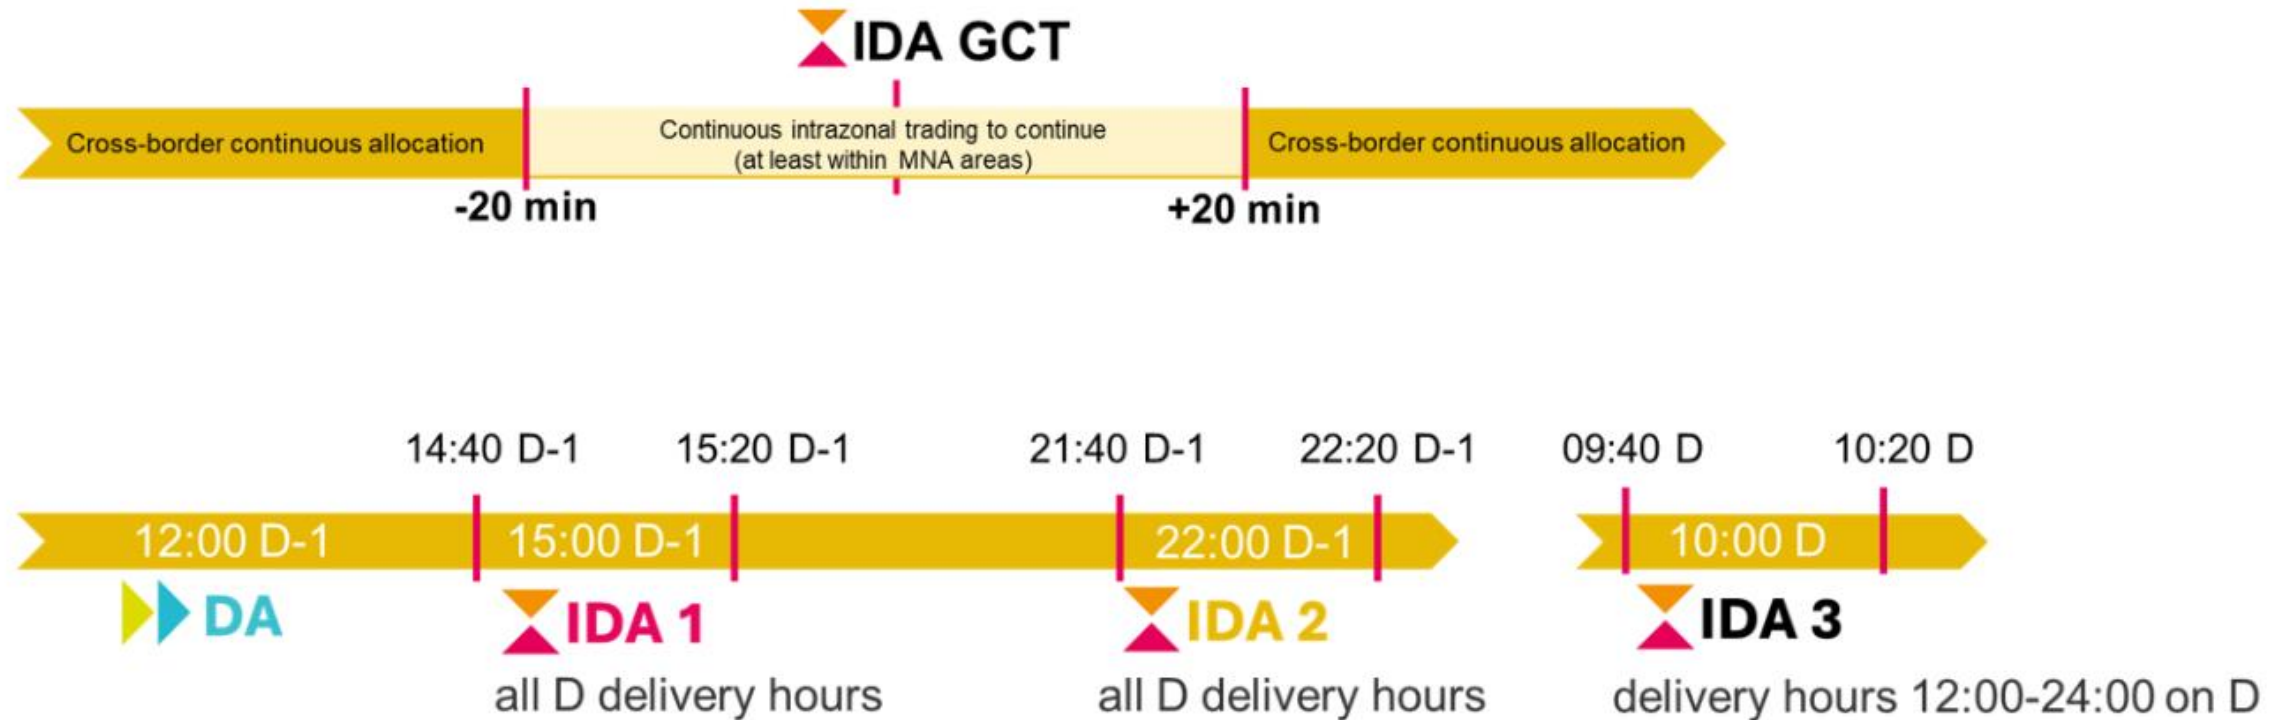 IDA GCT
Cross-border continuous allocation
Continuous intrazonal trading to continue
(at least within MNA areas)
Cross-border continuous allocation
-20 min
+20 min
14:40 D-1
15:20 D-1
21:40 D-1
22:20 D-1
09:40 D
10:20 D
12:00 D-1
15:00 D-1
22:00 D-1
10:00 D
DA
IDA 1
IDA 2
IDA 3
all D delivery hours
all D delivery hours
delivery hours 12:00-24:00 on D